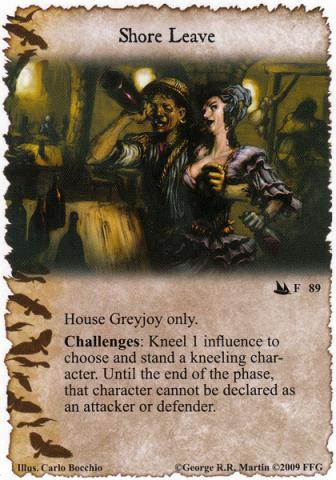 Shore Leave
F 89
House Greyjoy only.
Challenges: Kneel 1 influence to
choose and stand a kneeling char-
acter. Until the end of the phase,
that character cannot be declared as
an attacker or defender.
Illus. Carlo Bocchio ©George R.R. Martin ©2009 FFG